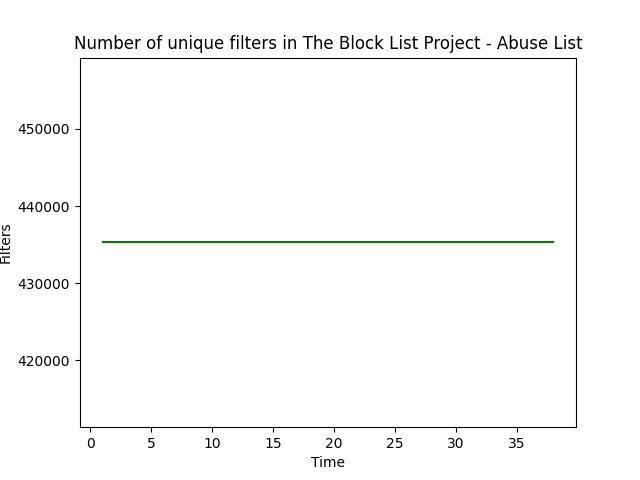 Number of unique filters in The Block List Project - Abuse List
450000
440000
430000
420000
Filters
0 5 10 15 20 25 30 35
Time